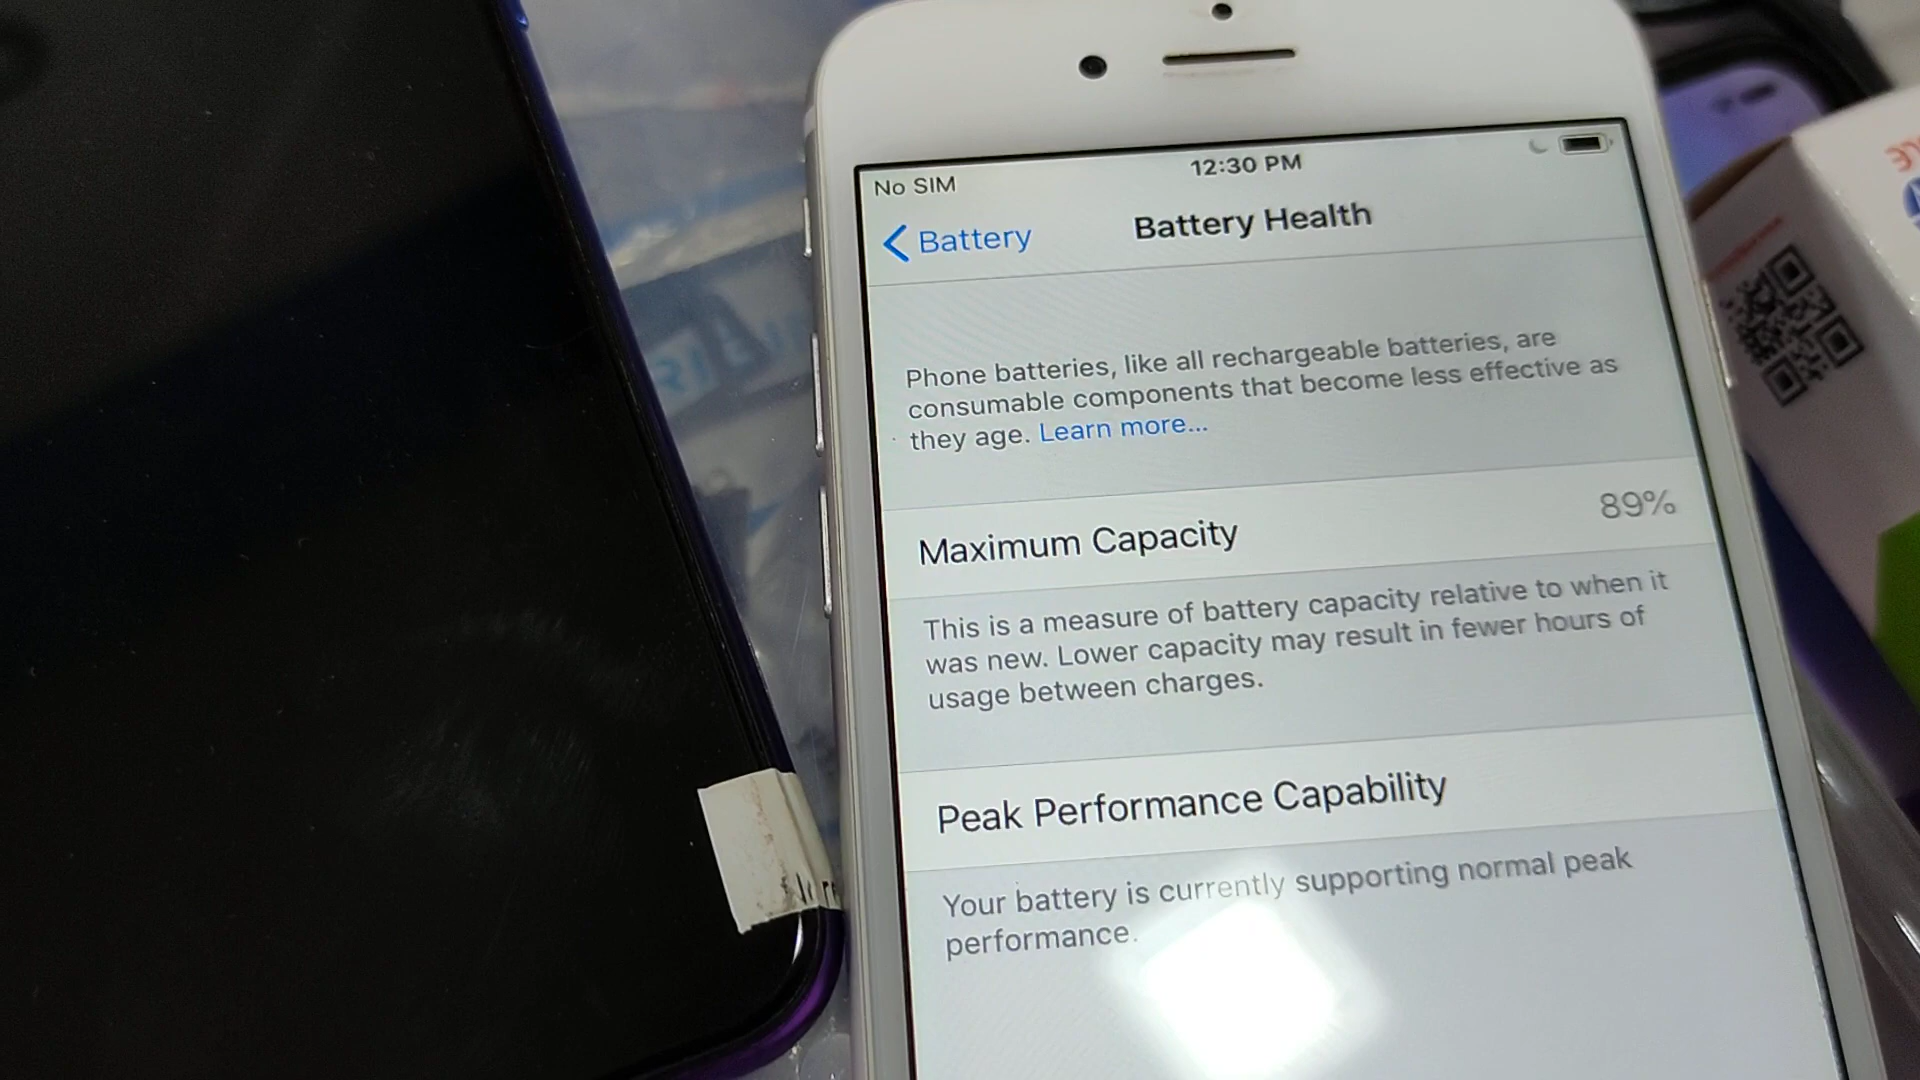 No SIM
12:30 PM
Battery
Battery Health
Phone batteries, like all rechargeable batteries, are
consumable components that become less effective as
they age. Learn more...
Maximum Capacity
89%
This is a measure of battery capacity relative to when it
was new. Lower capacity may result in fewer hours of
usage between charges.
Peak Performance Capability
Your battery is currently supporting normal peak
performance.